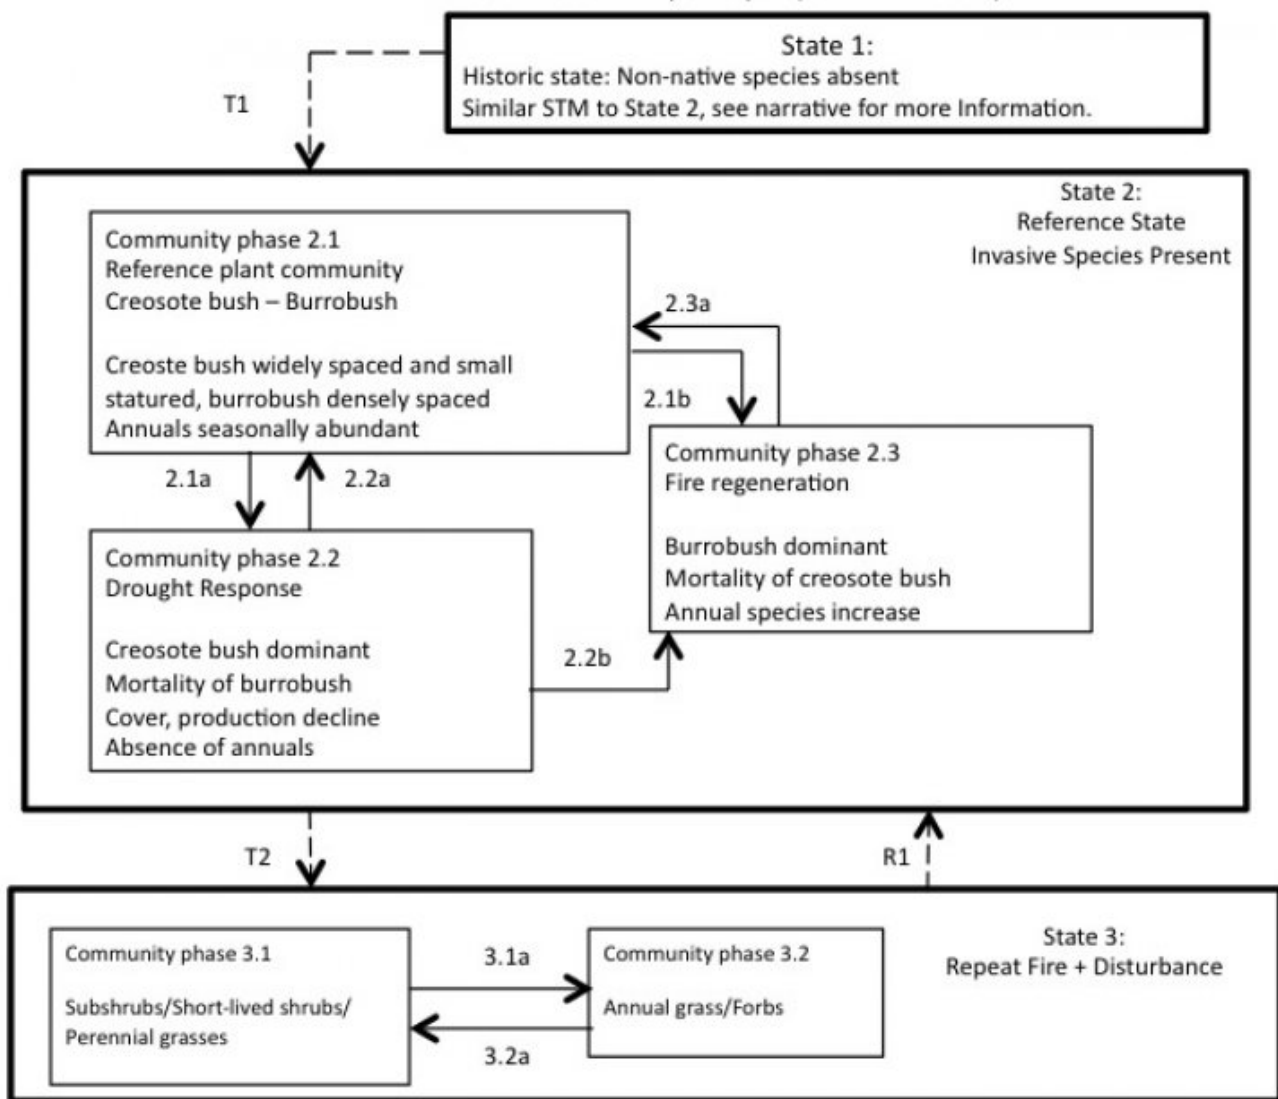 State 1:
Historic state: Non-native species absent
Similar STM to State 2, see narrative for more Information.
T1
State 2:
Reference State
Invasive Species Present
Community phase 2.1
Reference plant community
Creosote bush – Burrobush
Creoste bush widely spaced and small
statured, burrobush densely spaced
Annuals seasonally abundant
2.3a
2.1b
2.1a
2.2a
Community phase 2.3
Fire regeneration
Burrobush dominant
Mortality of creosote bush
Annual species increase
Community phase 2.2
Drought Response
Creosote bush dominant
Mortality of burrobush
Cover, production decline
Absence of annuals
2.2b
T2
R1
State 3:
Repeat Fire + Disturbance
Community phase 3.1
Subshrubs/Short-lived shrubs/
Perennial grasses
3.1a
3.2a
Community phase 3.2
Annual grass/Forbs